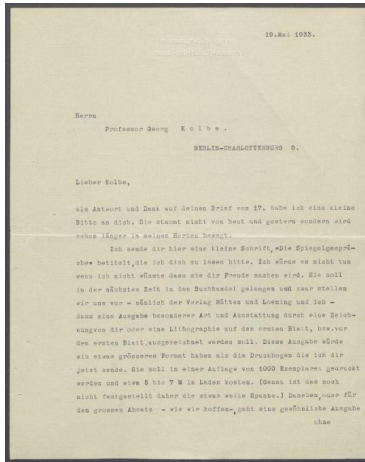 19.Mai 1933.
Herrn
Professor Georg K o l b e .
BERLIN-CHARLOTTENBURG 9.
Lieber Kolbe,
als Antwort und Dank auf deinen Brief vom 17. habe ich eine kleine
Bitte an dich. Sie stammt nicht von heut und gestern sondern wird
schon länger in meinem Herzen bewegt.
Ich sende dir hier eine kleine Schrift, »Die Spiegelgesprä-
che« betitelt, die ich dich zu lesen bitte. Ich würde es nicht tun
wenn ich nicht wüsste dass sie dir Freude machen wird. Sie soll
in der nächsten Zeit in den Buchhandel gelangen und zwar stellen
wir uns vor - nämlich der Verlag Rütten und Loening und ich -
dass eine Ausgabe besonderer Art und Ausstattung durch eine Zeich-
nungvon dir oder eine Lithographie auf dem ersten Blatt, bzw.vor
dem ersten Blatt,ausgezeichnet werden soll. Diese Ausgabe würde
ein etwas grösseres Format haben als die Druckbogen die ich dir
jetzt sende. Sie soll in einer Auflage von 1000 Exemplaren gedruckt
werden und etwa 5 bis 7 M im Laden kosten. (Genau ist das noch
nicht festgestellt daher die etwas weite Spanne.) Daneben,oder für
den grossen Absatz - wie wir hoffen-, geht eine gewöhnliche Ausgabe
ohne